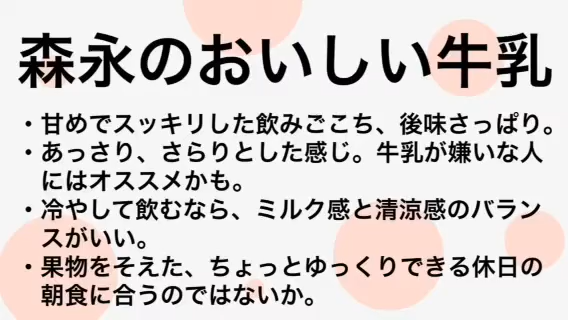 森永のおいしい牛乳
・甘めでスッキリした飲みごこち、後味さっぱり。
・あっさり、さらりとした感じ。牛乳が嫌いな人
にはオススメかも。
・冷やして飲むなら、ミルク感と清涼感のバラン
スがいい。
・果物をそえた、ちょっとゆっくりできる休日の
朝食に合うのではないか。